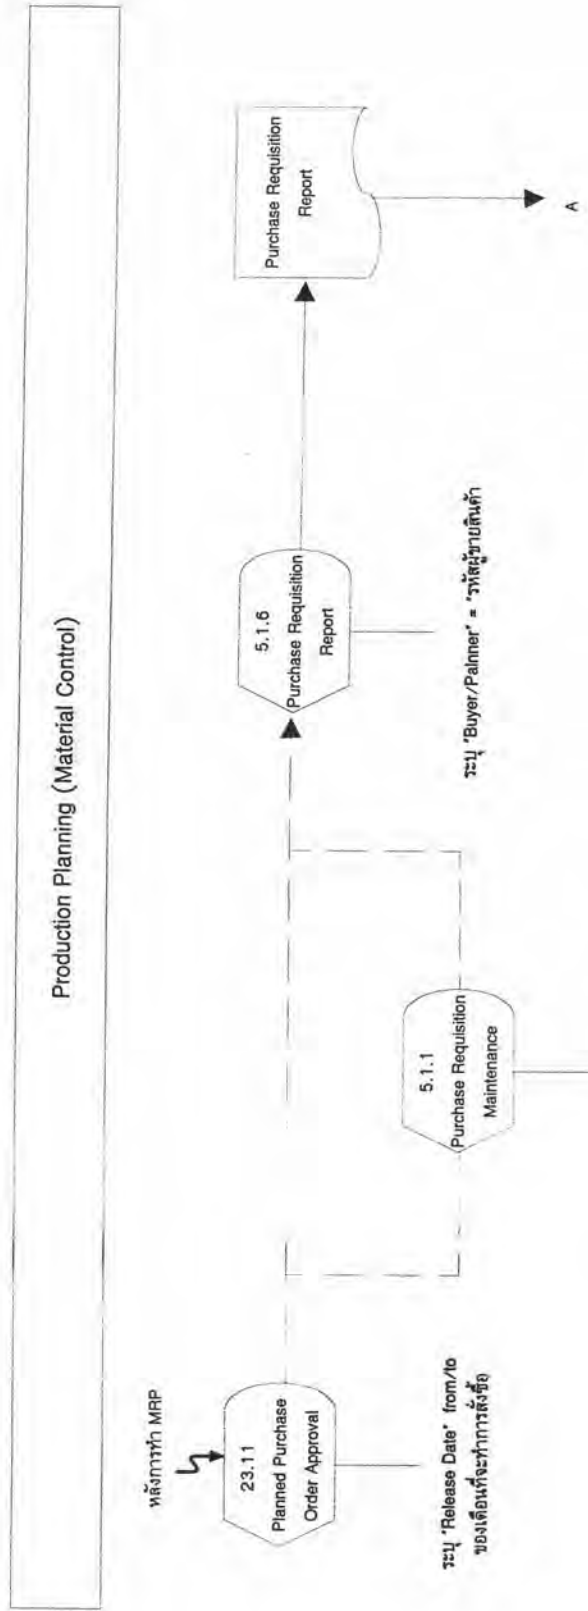 Production Planning (Material Control)
หลังการทำ MRP
23.11
Planned Purchase
Order Approval
ระบุ "Release Date" from/to
ของเดือนที่จะทำการสั่งซื้อ
5.1.1
Purchase Requisition
Maintenance
5.1.6
Purchase Requisition
Report
ระบุ "Buyer/Palnner" = "รหัสผู้ขายสินค้า
Purchase Requisition
Report
A